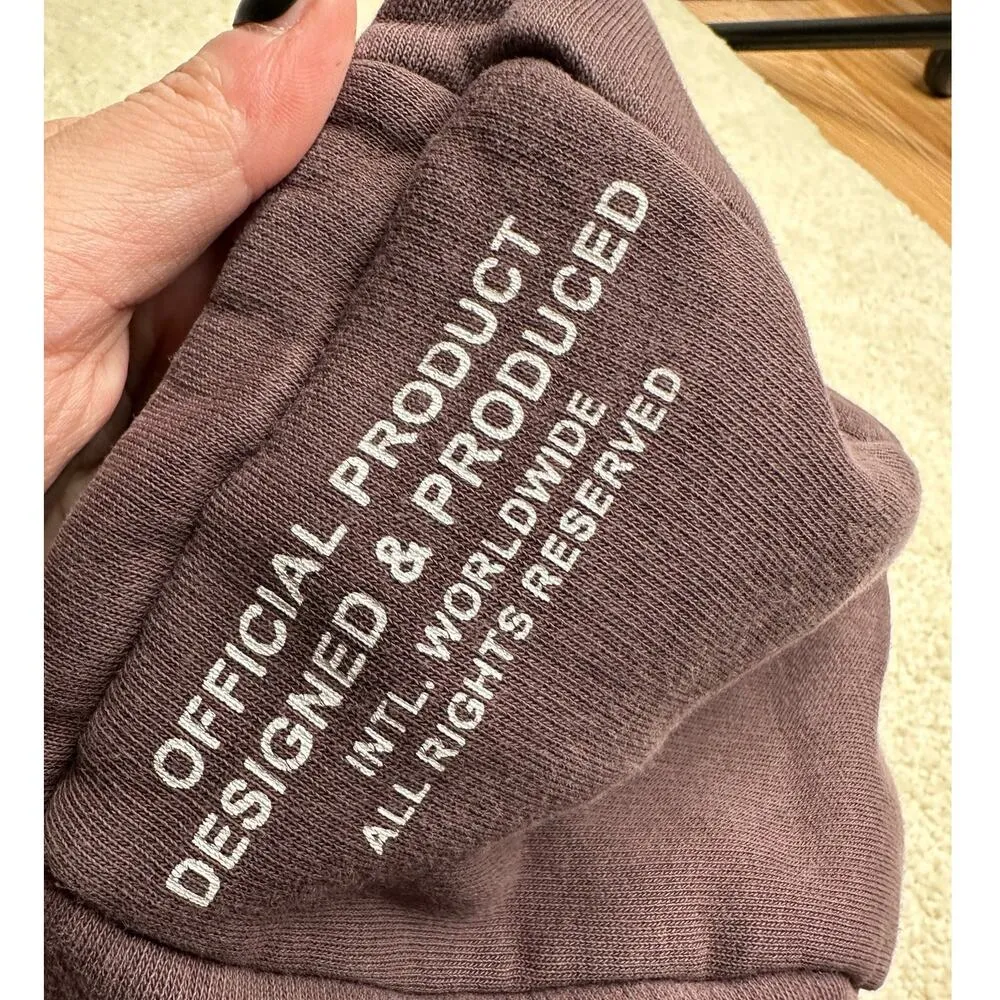 OFFICIAL PRODUCT
DESIGNED & PRODUCED
INTL. WORLDWIDE
ALL RIGHTS RESERVED